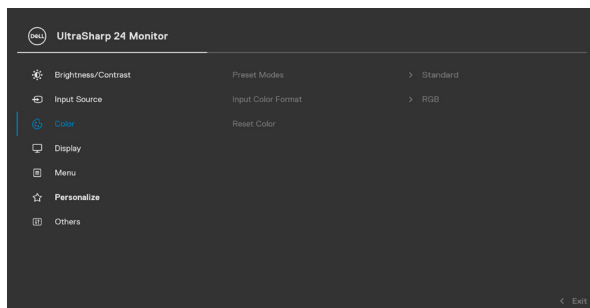 DELL UltraSharp 24 Monitor
Brightness/Contrast Preset Modes > Standard
Input Source Input Color Format > RGB
Color Reset Color
Display
Menu
Personalize
Others
< Exit